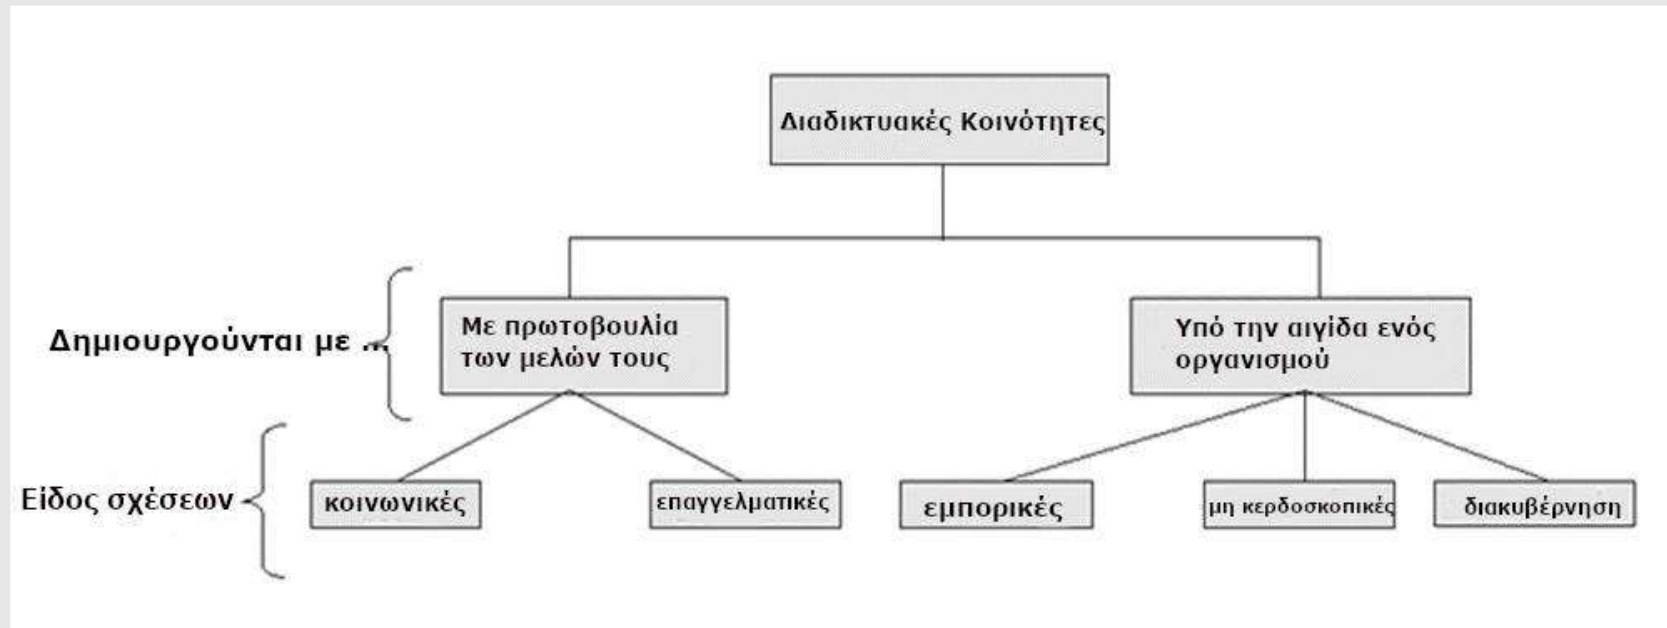 Διαδικτυακές Κοινότητες
Δημιουργούνται με ...
Με πρωτοβουλία
των μελών τους
Υπό την αιγίδα ενός
οργανισμού
Είδος σχέσεων
κοινωνικές
επαγγελματικές
εμπορικές
μη κερδοσκοπικές
διακυβέρνηση